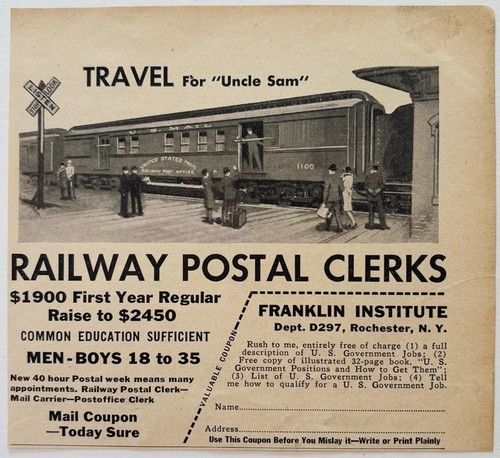 TRAVEL For "Uncle Sam"
LOOK
LISTEN
STOP
U.S. MAIL
UNITED STATES MAIL
RAILWAY POST OFFICE
1100
RAILWAY POSTAL CLERKS
$1900 First Year Regular
Raise to $2450
COMMON EDUCATION SUFFICIENT
MEN-BOYS 18 to 35
New 40 hour Postal week means many
appointments. Railway Postal Clerk—
Mail Carrier—Postoffice Clerk
Mail Coupon
—Today Sure
VALUABLE COUPON
FRANKLIN INSTITUTE
Dept. D297, Rochester, N. Y.
Rush to me, entirely free of charge (1) a full
description of U. S. Government Jobs; (2)
Free copy of illustrated 32-page book, "U. S.
Government Positions and How to Get Them";
(3) List of U. S. Government Jobs; (4) Tell
me how to qualify for a U. S. Government Job.
Name
Address
Use This Coupon Before You Mislay it—Write or Print Plainly